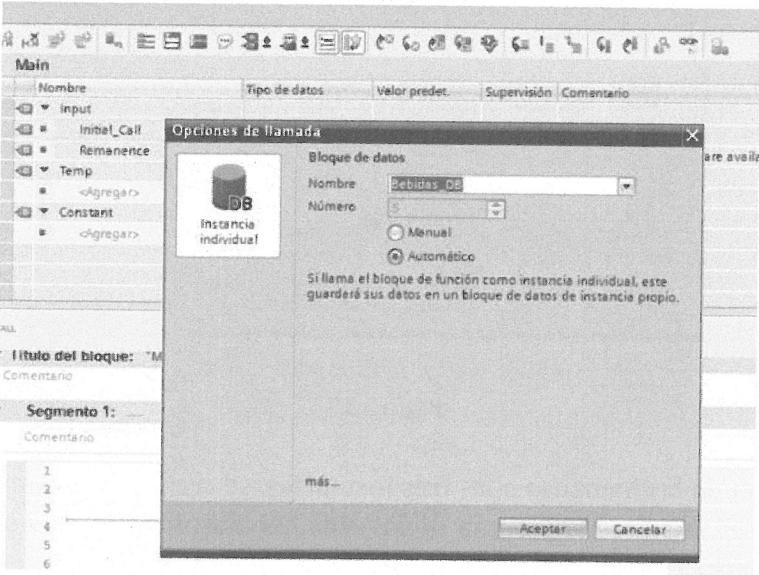 Main
Nombre Tipo de datos Valor predet. Supervisión Comentario
Input
Initial_Call
Remanence
are availa
Temp
<Agregar>
Constant
<Agregar>
Opciones de llamada
DB
Instancia
individual
Bloque de datos
Nombre Bebidas_DB
Número 5
Manual
Automático
Si llama el bloque de función como instancia individual, este
guardará sus datos en un bloque de datos de instancia propio.
más...
Aceptar Cancelar
Título del bloque: "M
Comentario
Segmento 1: ....
Comentario
1
2
3
4
5
6